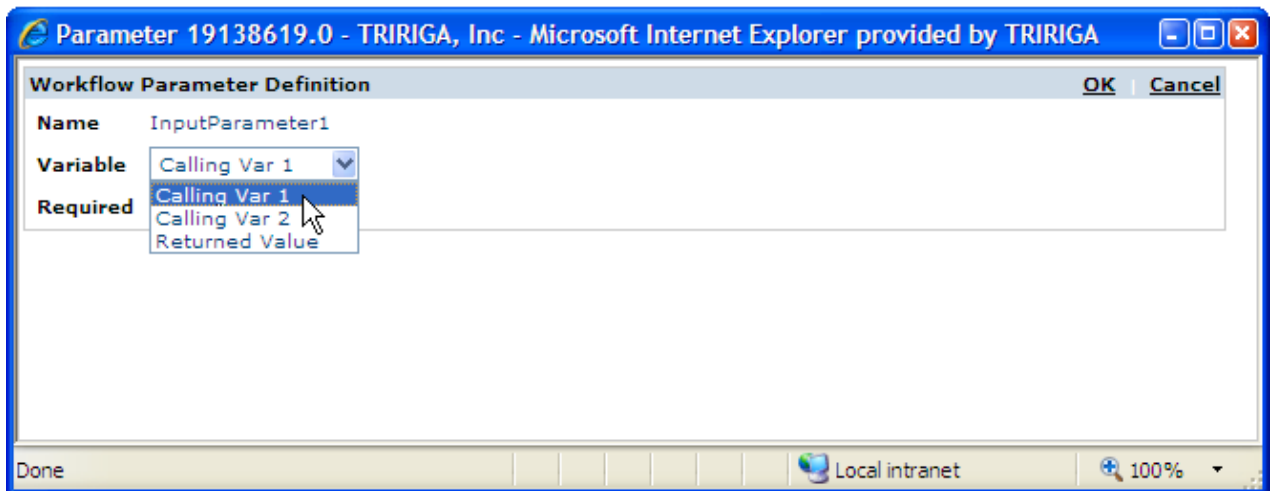 Parameter 19138619.0 - TRIRIGA, Inc - Microsoft Internet Explorer provided by TRIRIGA
Workflow Parameter Definition OK Cancel
Name InputParameter1
Variable Calling Var 1
Required Calling Var 1
Calling Var 2
Returned Value
Done Local intranet 100%